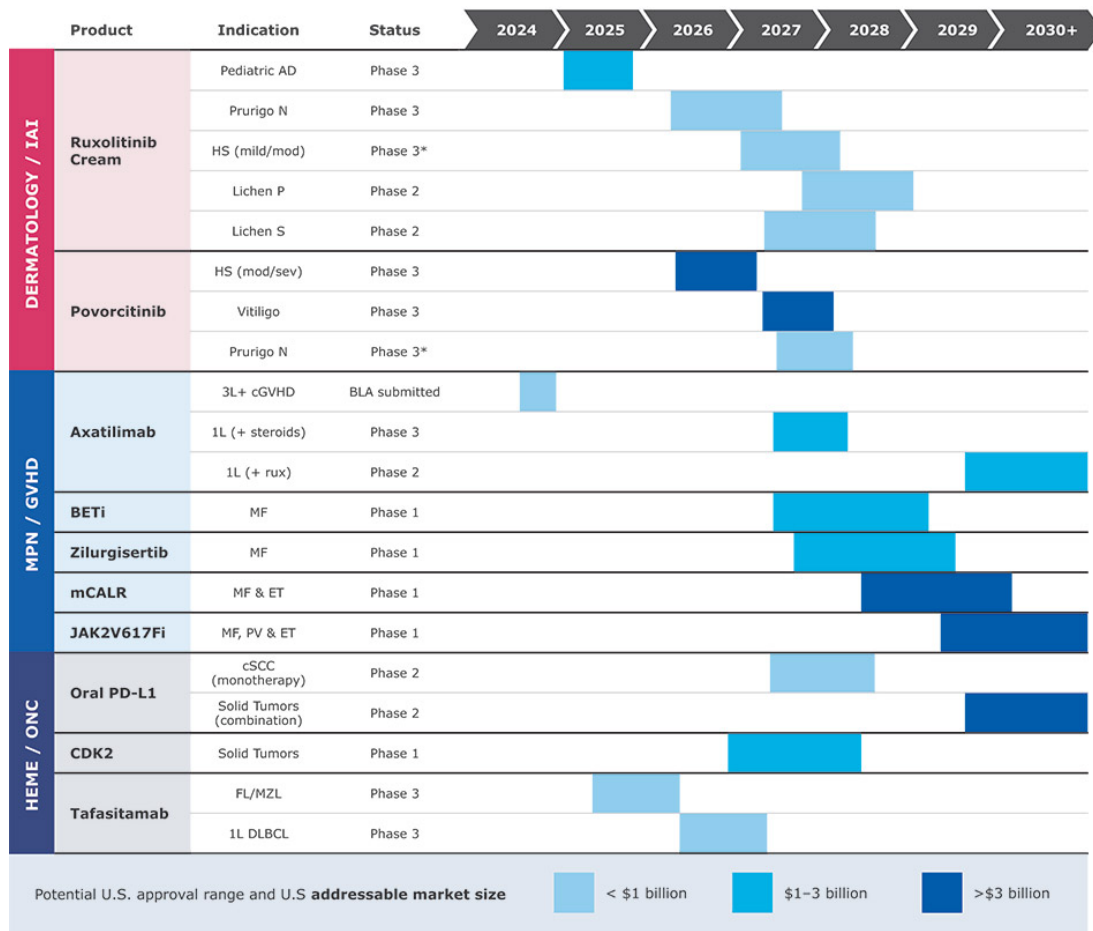 Product Indication Status 2024 2025 2026 2027 2028 2029 2030+
DERMATOLOGY / IAI
Ruxolitinib
Cream
Pediatric AD Phase 3
Prurigo N Phase 3
HS (mild/mod) Phase 3*
Lichen P Phase 2
Lichen S Phase 2
Povorcitinib
HS (mod/sev) Phase 3
Vitiligo Phase 3
Prurigo N Phase 3*
MPN / GVHD
Axatilimab
3L+ cGVHD BLA submitted
1L (+ steroids) Phase 3
1L (+ rux) Phase 2
BETi MF Phase 1
Zilurgisertib MF Phase 1
mCALR MF & ET Phase 1
JAK2V617Fi MF, PV & ET Phase 1
HEME / ONC
Oral PD-L1
cSCC
(monotherapy) Phase 2
Solid Tumors
(combination) Phase 2
CDK2 Solid Tumors Phase 1
Tafasitamab
FL/MZL Phase 3
1L DLBCL Phase 3
Potential U.S. approval range and U.S addressable market size < $1 billion $1–3 billion >$3 billion